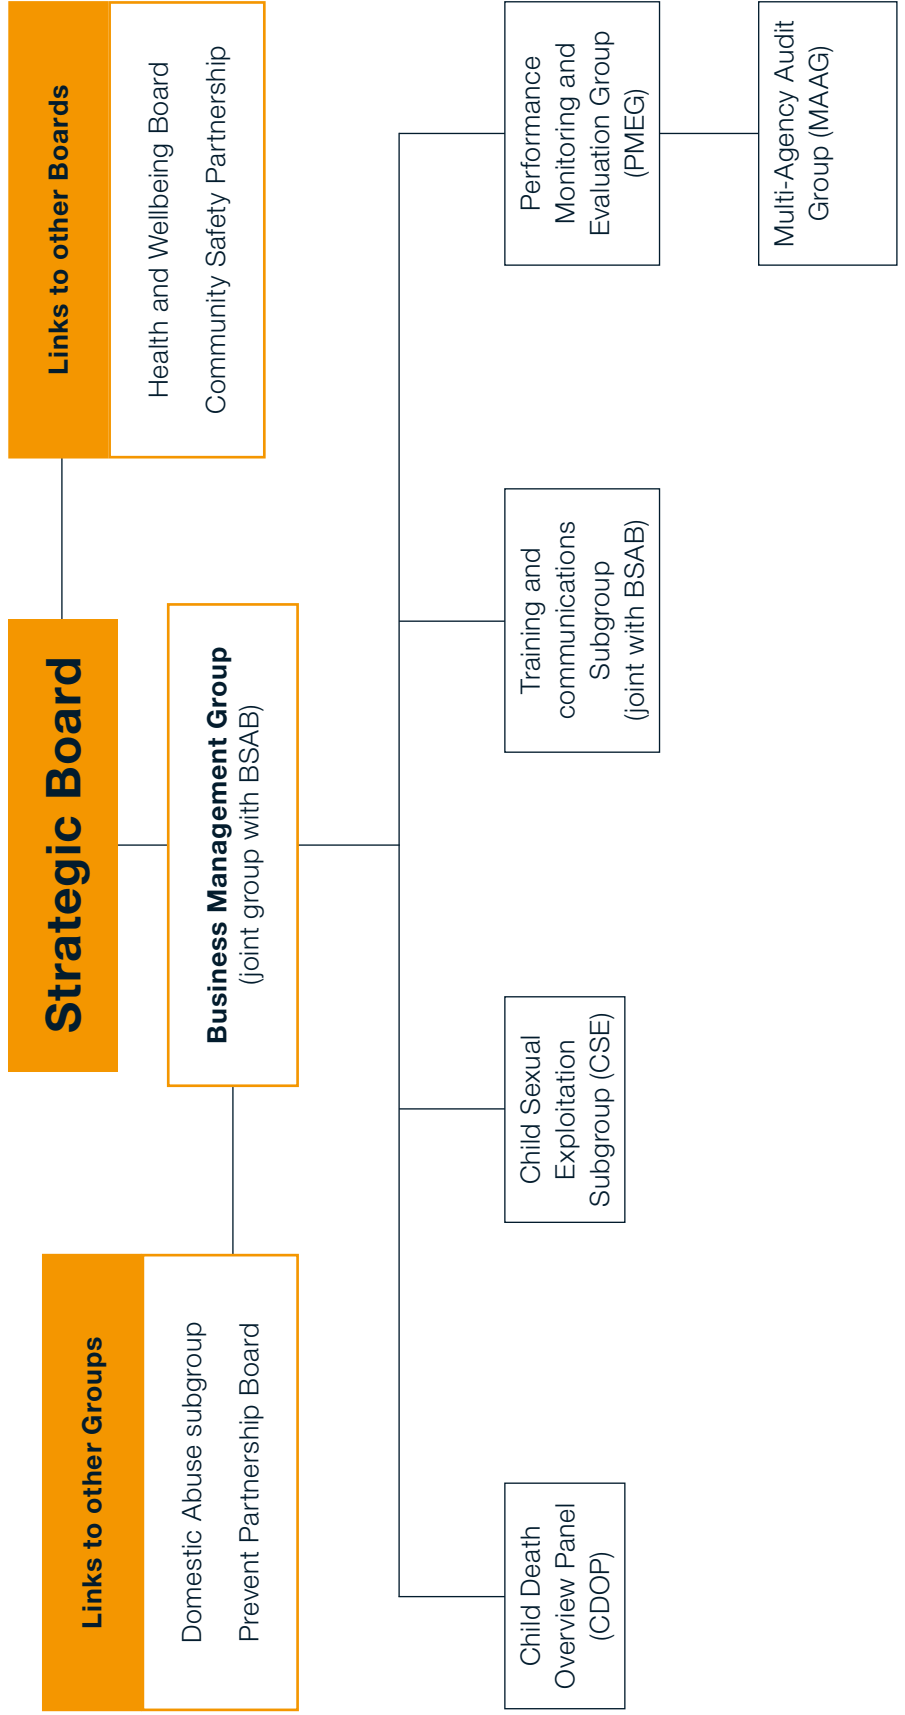 Strategic Board
Links to other Boards
Health and Wellbeing Board
Community Safety Partnership
Links to other Groups
Domestic Abuse subgroup
Prevent Partnership Board
Business Management Group
(joint group with BSAB)
Child Death
Overview Panel
(CDOP)
Child Sexual
Exploitation
Subgroup (CSE)
Training and
communications
Subgroup
(joint with BSAB)
Performance
Monitoring and
Evaluation Group
(PMEG)
Multi-Agency Audit
Group (MAAG)